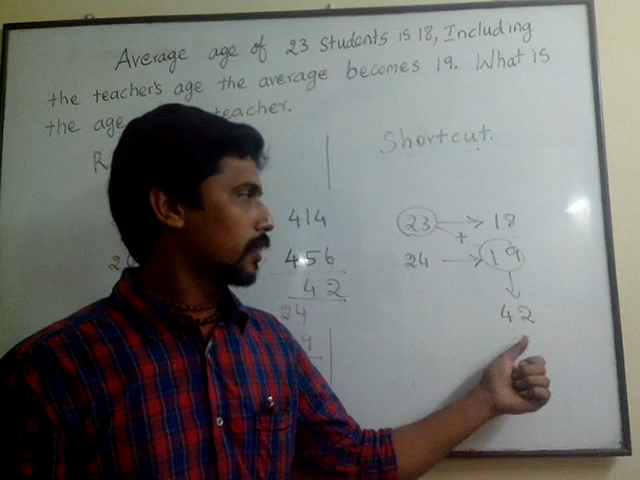 Average age of 23 students is 18, Including
the teacher's age the average becomes 19. What is
the age teacher.
R
Shortcut.
414
23 → 18
+
456
24 → 19
42
24
42
9